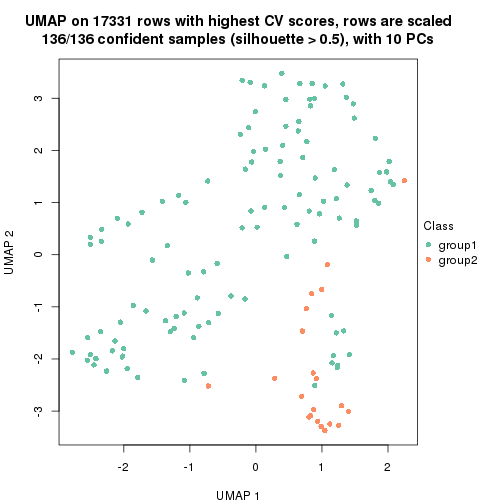 UMAP on 17331 rows with highest CV scores, rows are scaled
136/136 confident samples (silhouette > 0.5), with 10 PCs
3
2
1
0
-1
-2
-3
UMAP 2
-2
-1
0
1
2
UMAP 1
Class
group1
group2